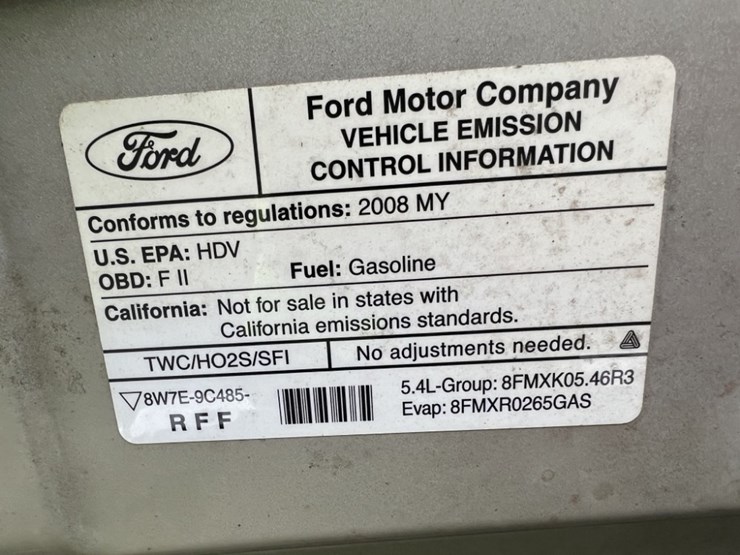 Ford
Ford Motor Company
VEHICLE EMISSION
CONTROL INFORMATION
Conforms to regulations: 2008 MY
U.S. EPA: HDV
OBD: F II
Fuel: Gasoline
California: Not for sale in states with
California emissions standards.
TWC/HO2S/SFI
No adjustments needed.
8W7E-9C485-
RFF
5.4L-Group: 8FMXK05.46R3
Evap: 8FMXR0265GAS